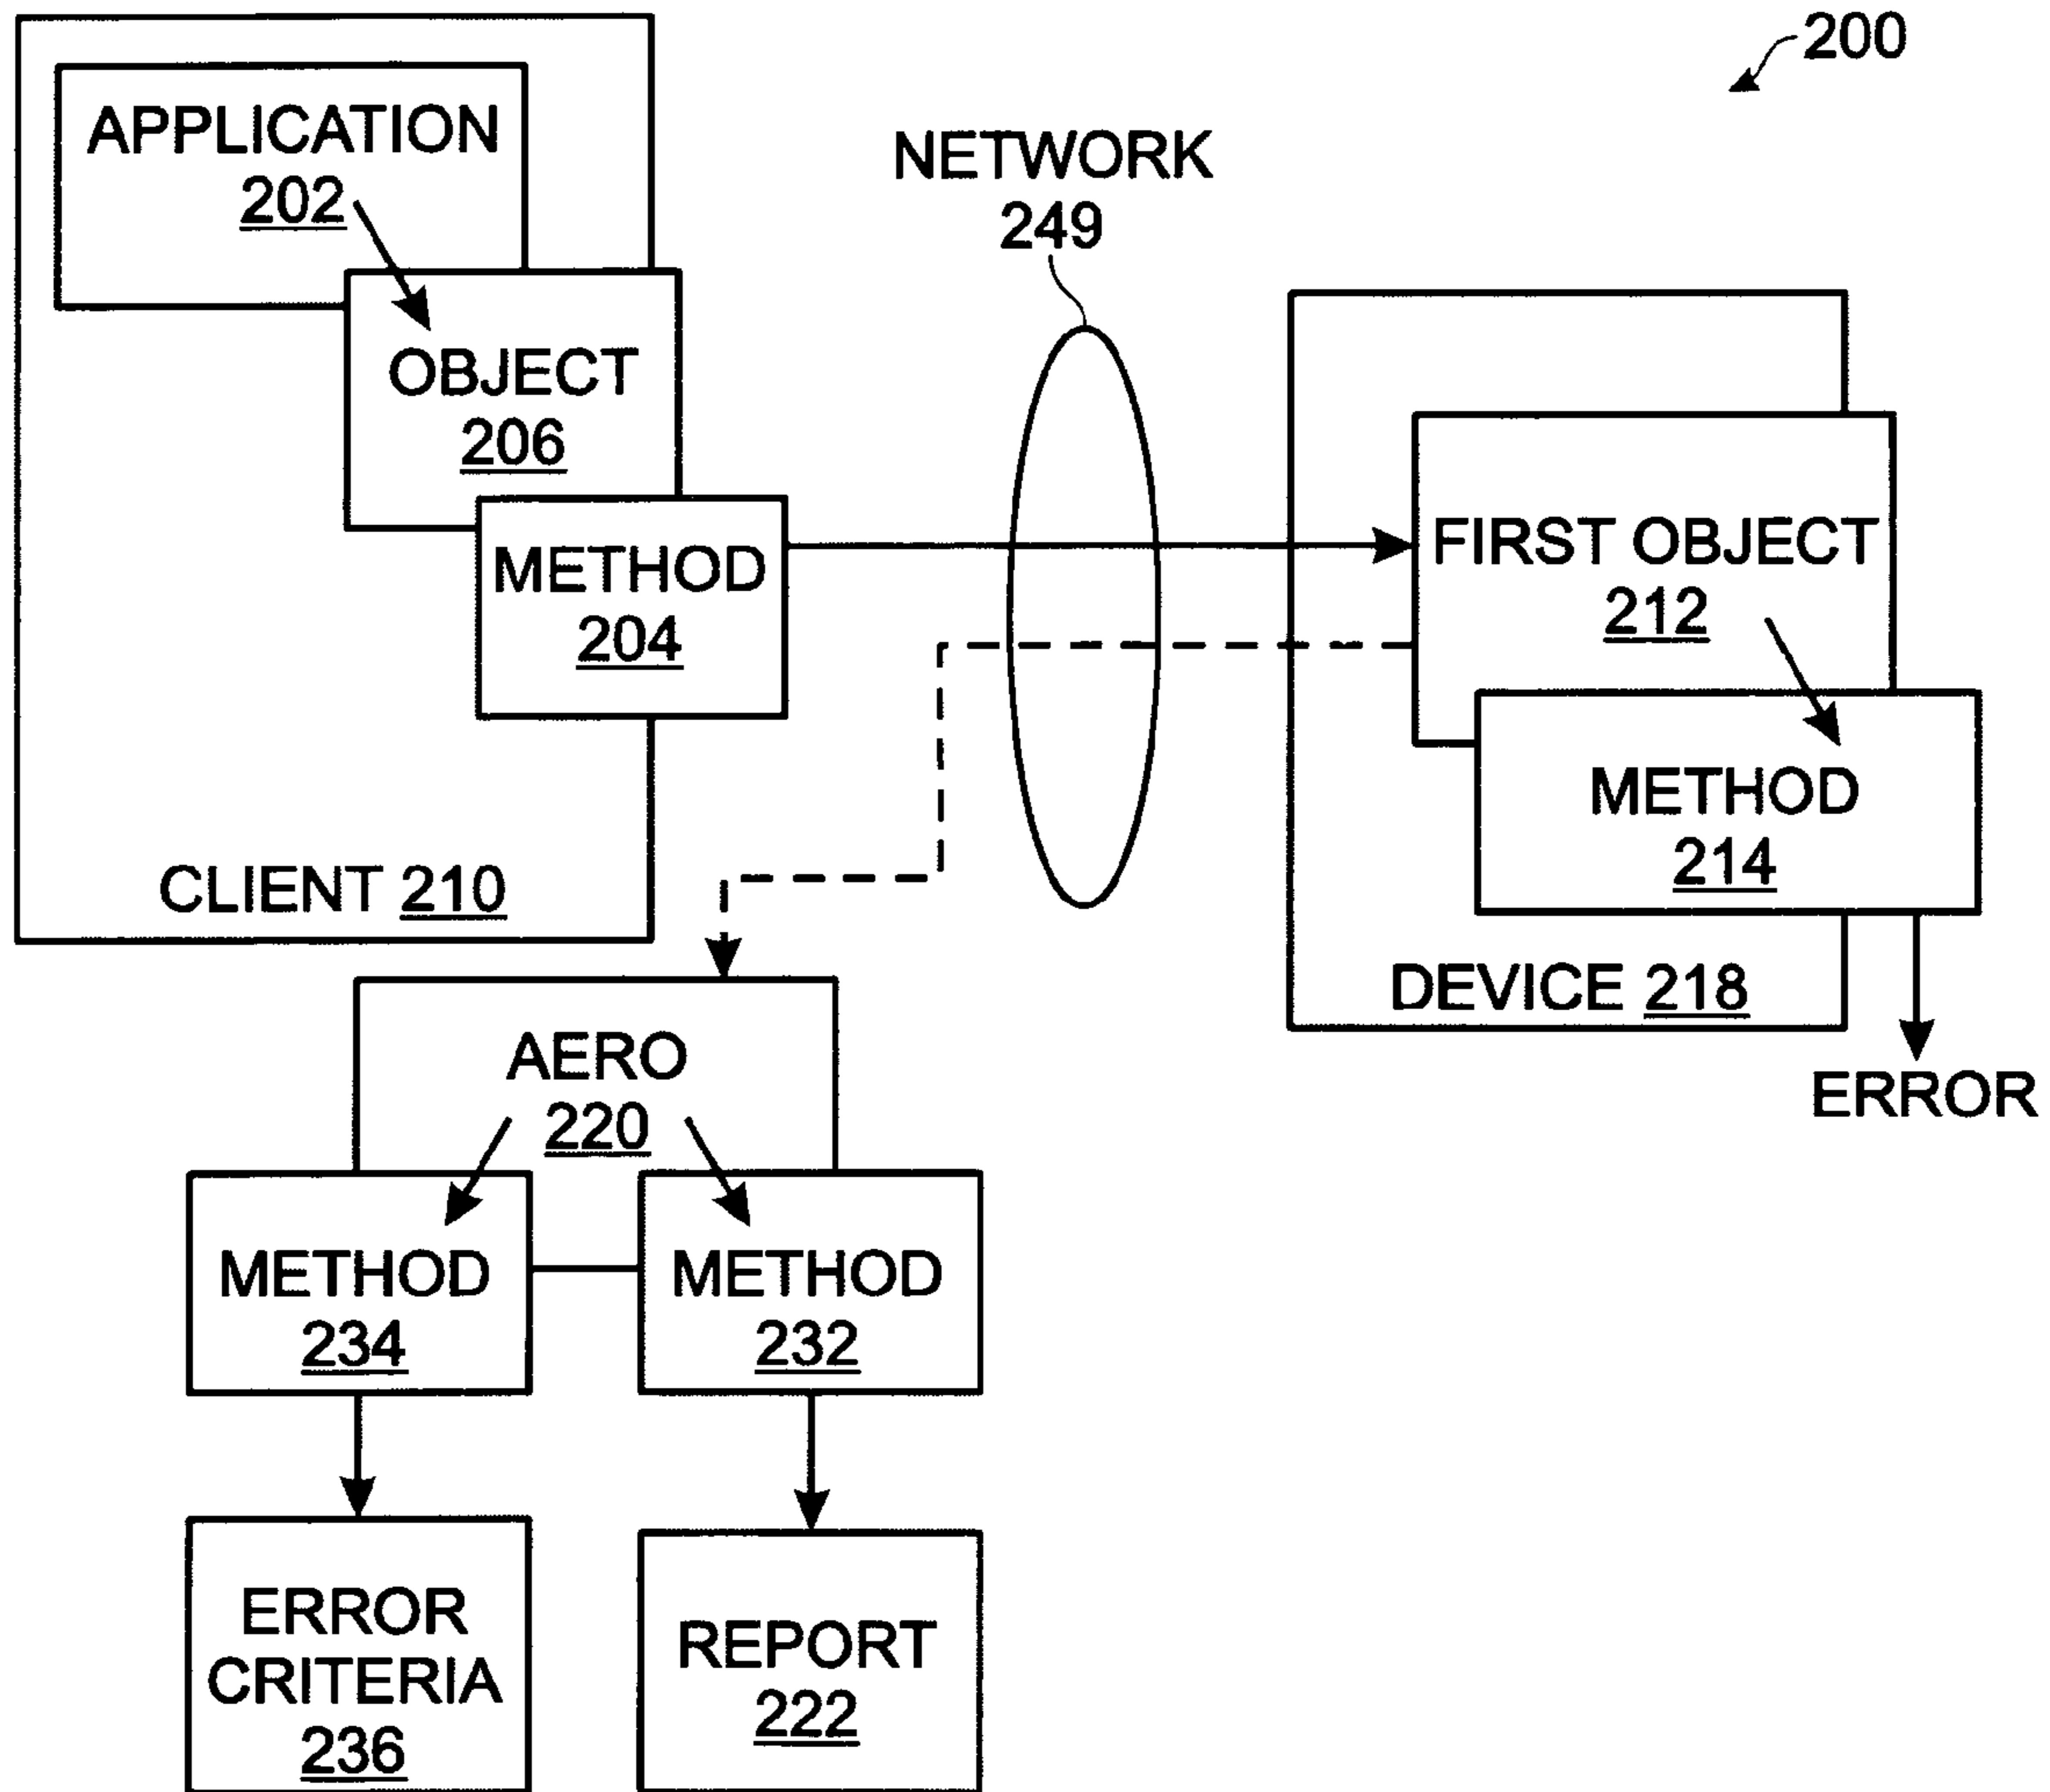 200
APPLICATION
202
NETWORK
249
OBJECT
206
METHOD
204
FIRST OBJECT
212
METHOD
214
CLIENT 210
DEVICE 218
ERROR
AERO
220
METHOD
234
METHOD
232
ERROR
CRITERIA
236
REPORT
222